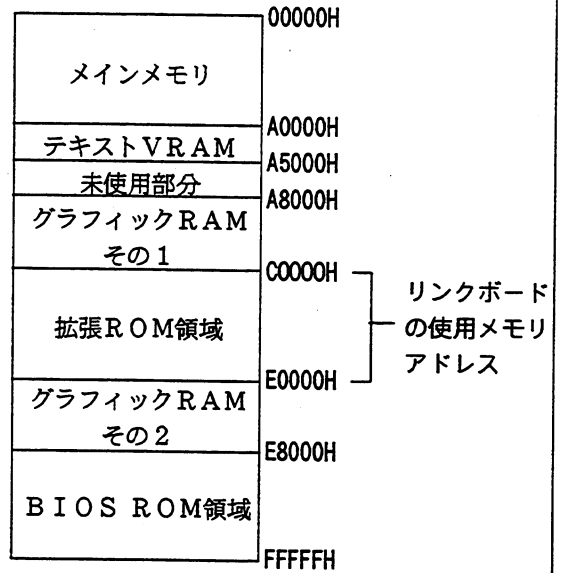 00000H
メインメモリ
A0000H
テキストVRAM
A5000H
未使用部分
A8000H
グラフィックRAM
その1
C0000H
リンクボード
の使用メモリ
アドレス
拡張ROM領域
E0000H
グラフィックRAM
その2
E8000H
BIOS ROM領域
FFFFFH